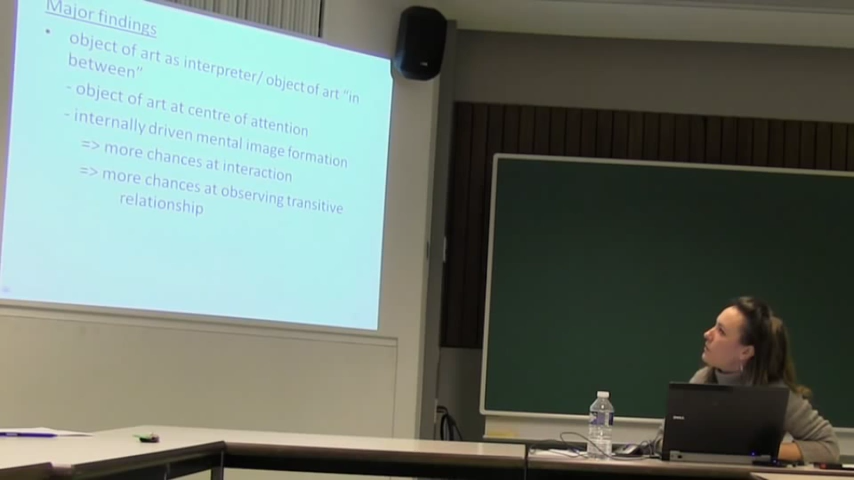 Major findings
• object of art as interpreter/ object of art "in
between"
- object of art at centre of attention
- internally driven mental image formation
=> more chances at interaction
=> more chances at observing transitive
relationship
DELL